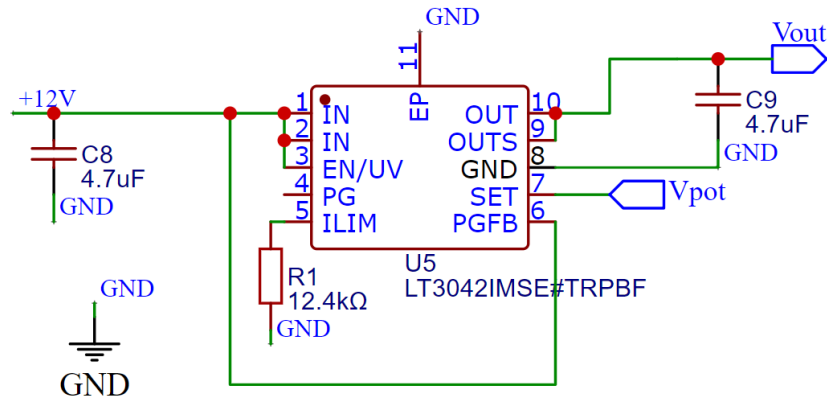 GND
Vout
11
+12V
1
IN
EP
OUT
10
C9
4.7uF
2
IN
OUTS
9
C8
4.7uF
3
EN/UV
GND
8
GND
4
PG
SET
7
Vpot
GND
5
ILIM
PGFB
6
U5
LT3042IMSE#TRPBF
R1
12.4kΩ
GND
GND
GND